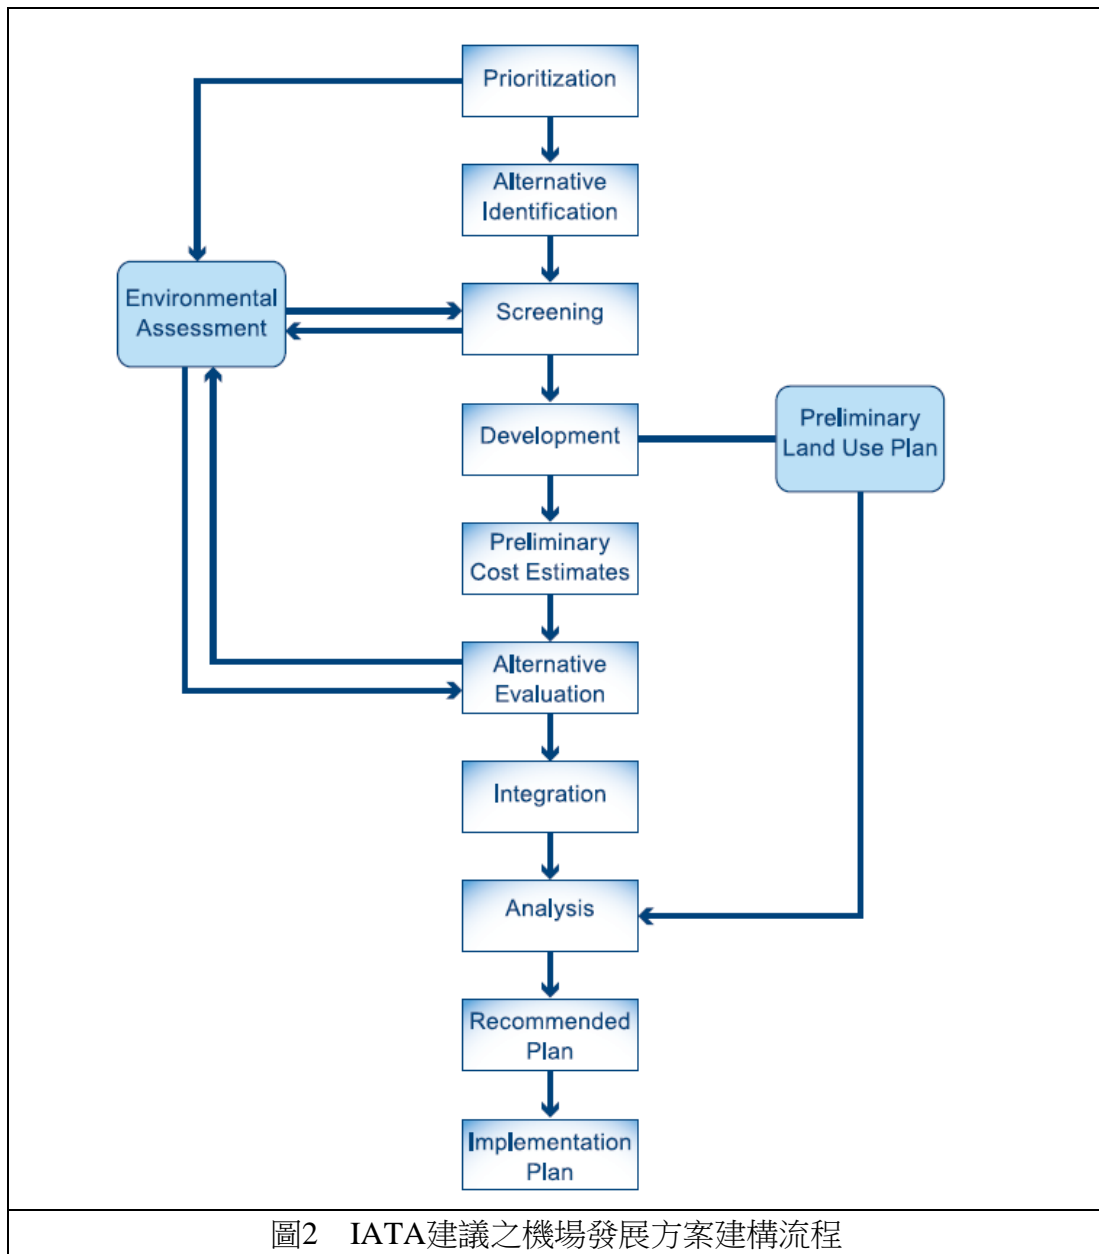 Prioritization
Alternative
Identification
Environmental
Assessment
Screening
Development
Preliminary
Land Use Plan
Preliminary
Cost Estimates
Alternative
Evaluation
Integration
Analysis
Recommended
Plan
Implementation
Plan
圖2 IATA建議之機場發展方案建構流程